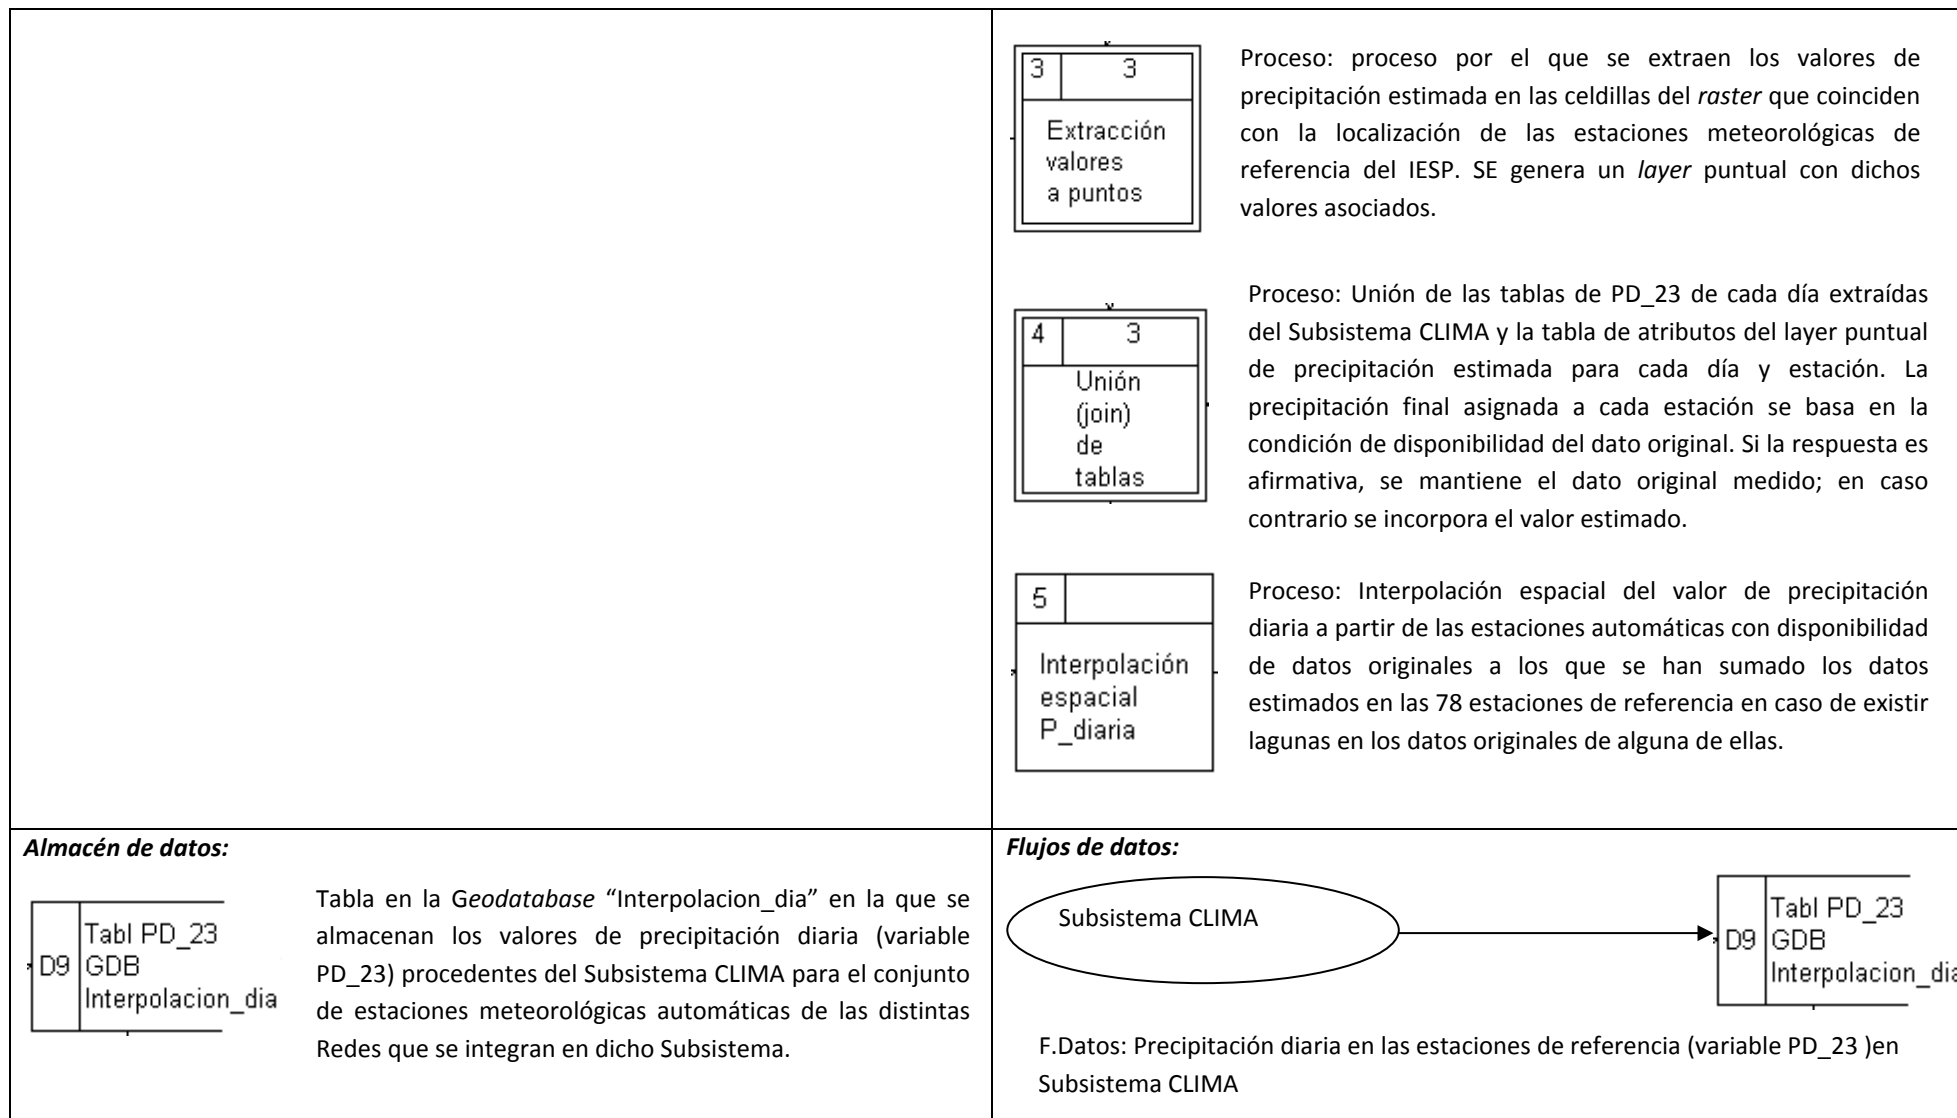 3 3
Extracción
valores
a puntos
Proceso: proceso por el que se extraen los valores de
precipitación estimada en las celdillas del raster que coinciden
con la localización de las estaciones meteorológicas de
referencia del IESP. SE genera un layer puntual con dichos
valores asociados.
4 3
Unión
(join)
de
tablas
Proceso: Unión de las tablas de PD_23 de cada día extraídas
del Subsistema CLIMA y la tabla de atributos del layer puntual
de precipitación estimada para cada día y estación. La
precipitación final asignada a cada estación se basa en la
condición de disponibilidad del dato original. Si la respuesta es
afirmativa, se mantiene el dato original medido; en caso
contrario se incorpora el valor estimado.
5
Interpolación
espacial
P_diaria
Proceso: Interpolación espacial del valor de precipitación
diaria a partir de las estaciones automáticas con disponibilidad
de datos originales a los que se han sumado los datos
estimados en las 78 estaciones de referencia en caso de existir
lagunas en los datos originales de alguna de ellas.
Almacén de datos:
D9
Tabl PD_23
GDB
Interpolacion_dia
Tabla en la Geodatabase “Interpolacion_dia” en la que se
almacenan los valores de precipitación diaria (variable
PD_23) procedentes del Subsistema CLIMA para el conjunto
de estaciones meteorológicas automáticas de las distintas
Redes que se integran en dicho Subsistema.
Flujos de datos:
Subsistema CLIMA
D9
Tabl PD_23
GDB
Interpolacion_dia
F.Datos: Precipitación diaria en las estaciones de referencia (variable PD_23 )en
Subsistema CLIMA